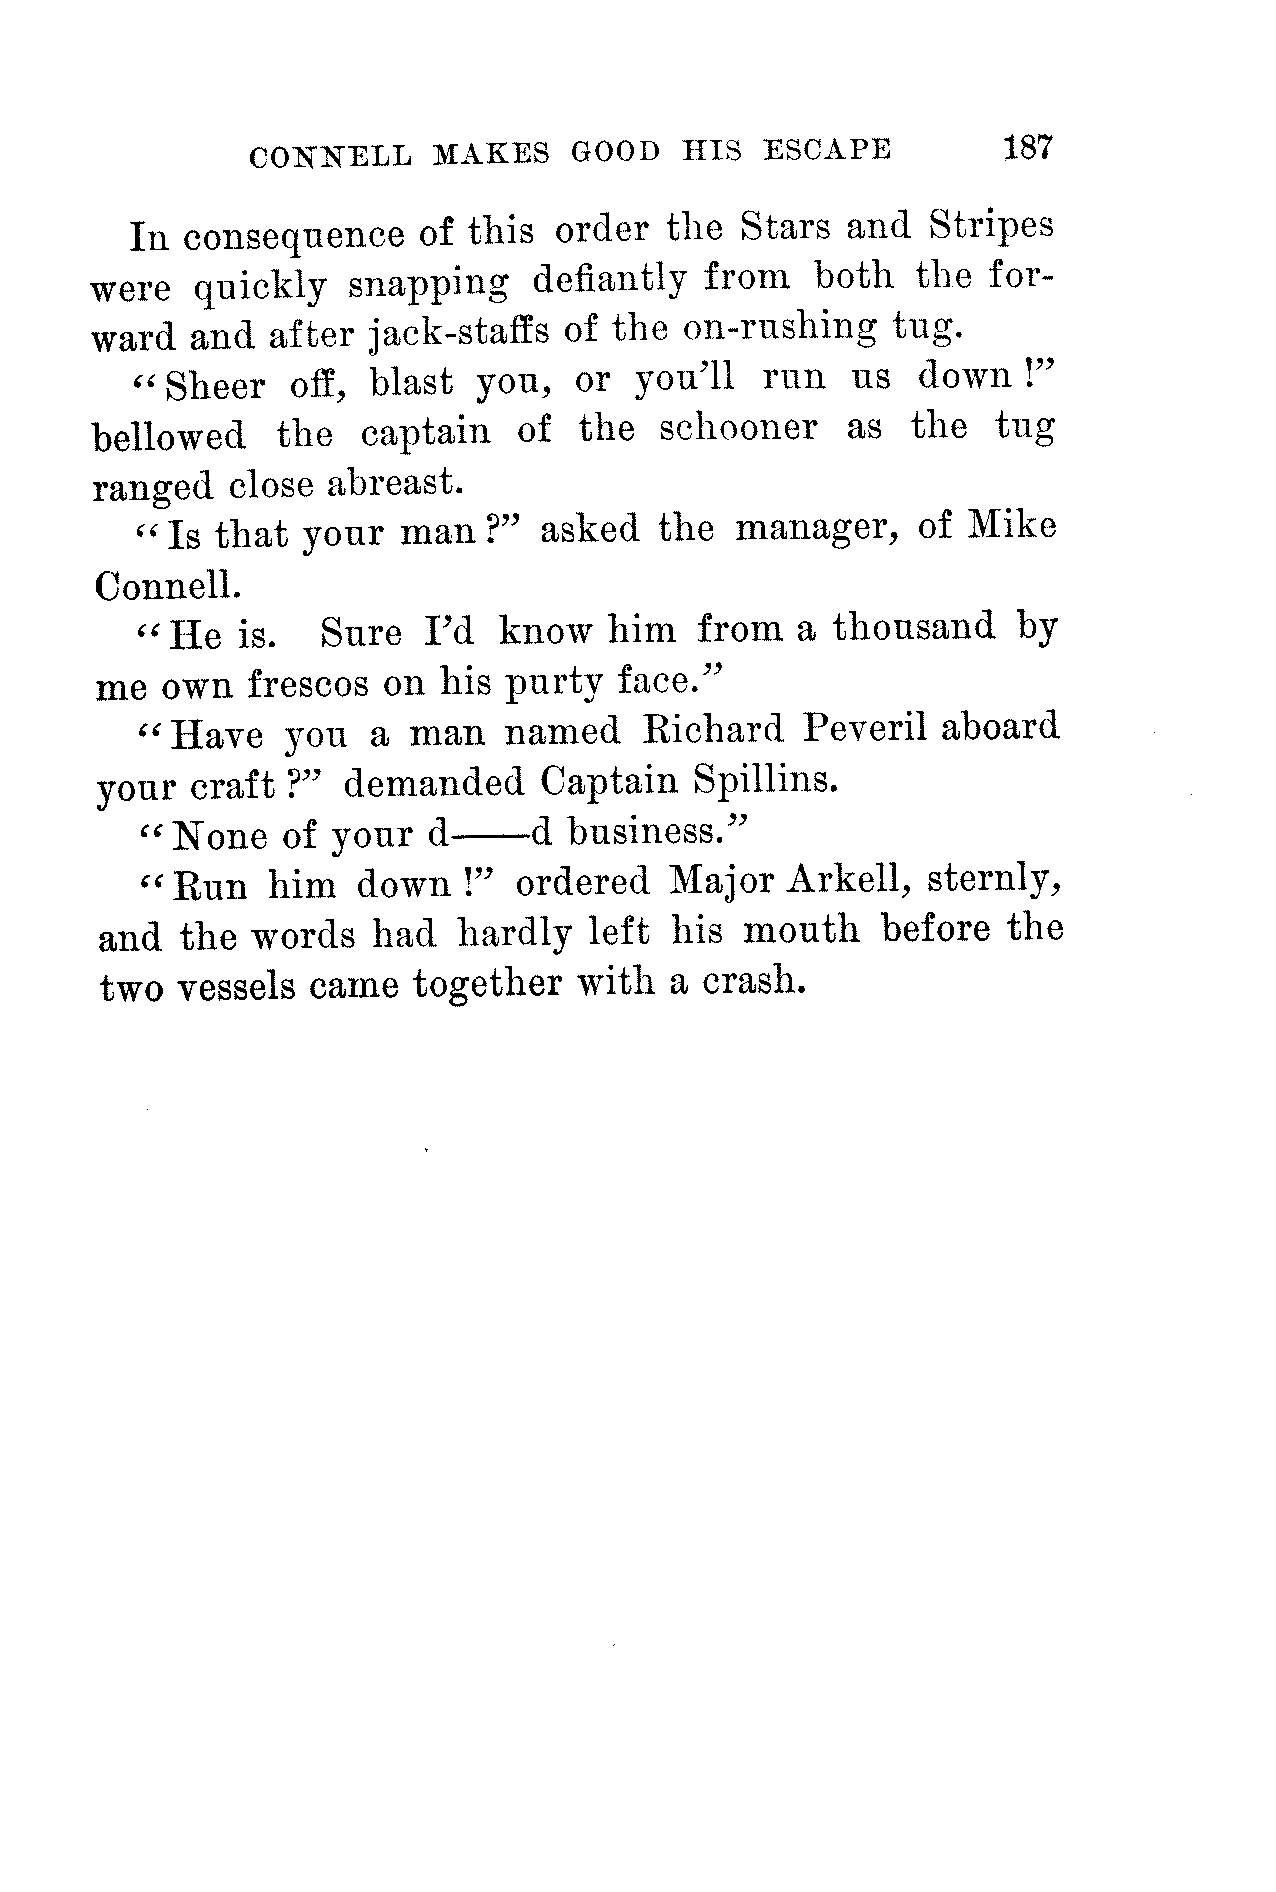 CONNELL MAKES GOOD HIS ESCAPE 187
In consequence of this order the Stars and Stripes
were quickly snapping defiantly from both the for-
ward and after jack-staffs of the on-rushing tug.
“Sheer off, blast you, or you’ll run us down!”
bellowed the captain of the schooner as the tug
ranged close abreast.
“Is that your man?” asked the manager, of Mike
Connell.
“He is. Sure I’d know him from a thousand by
me own frescos on his purty face.”
“Have you a man named Richard Peveril aboard
your craft?” demanded Captain Spillins.
“None of your d——d business.”
“Run him down!” ordered Major Arkell, sternly,
and the words had hardly left his mouth before the
two vessels came together with a crash.